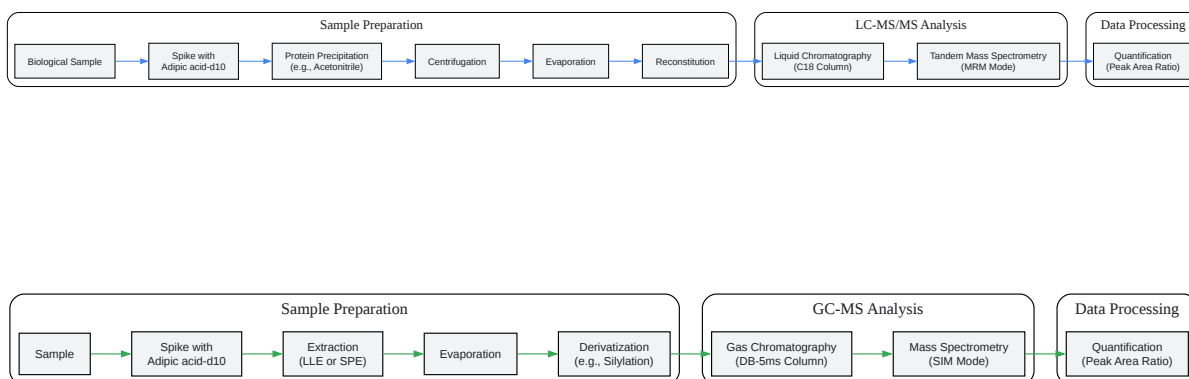 Sample Preparation
LC-MS/MS Analysis
Data Processing
Biological Sample
Spike with
Adipic acid-d10
Protein Precipitation
(e.g., Acetonitrile)
Centrifugation
Evaporation
Reconstitution
Liquid Chromatography
(C18 Column)
Tandem Mass Spectrometry
(MRM Mode)
Quantification
(Peak Area Ratio)
Sample Preparation
GC-MS Analysis
Data Processing
Sample
Spike with
Adipic acid-d10
Extraction
(LLE or SPE)
Evaporation
Derivatization
(e.g., Silylation)
Gas Chromatography
(DB-5ms Column)
Mass Spectrometry
(SIM Mode)
Quantification
(Peak Area Ratio)